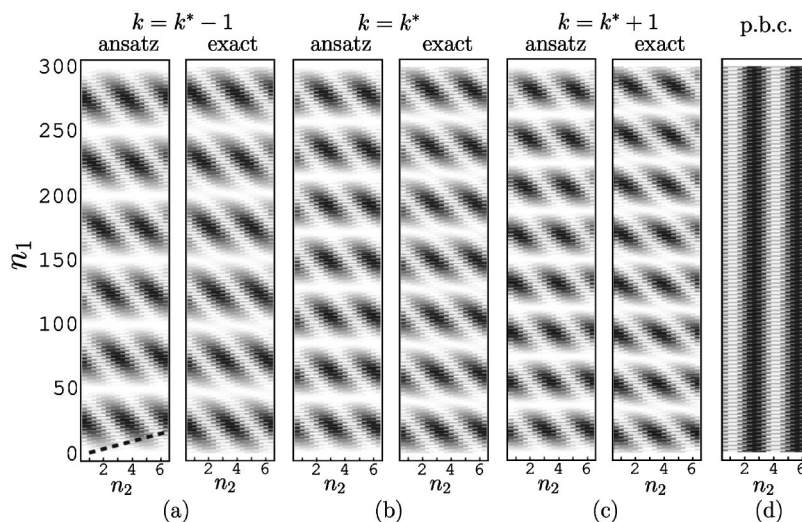 k = k* − 1 k = k* k = k* + 1 p.b.c.
ansatz exact ansatz exact ansatz exact
300
250
200
150
100
50
0
n₁
2 4 6 2 4 6 2 4 6 2 4 6 2 4 6 2 4 6 2 4 6
n₂ n₂ n₂ n₂ n₂ n₂ n₂
(a) (b) (c) (d)